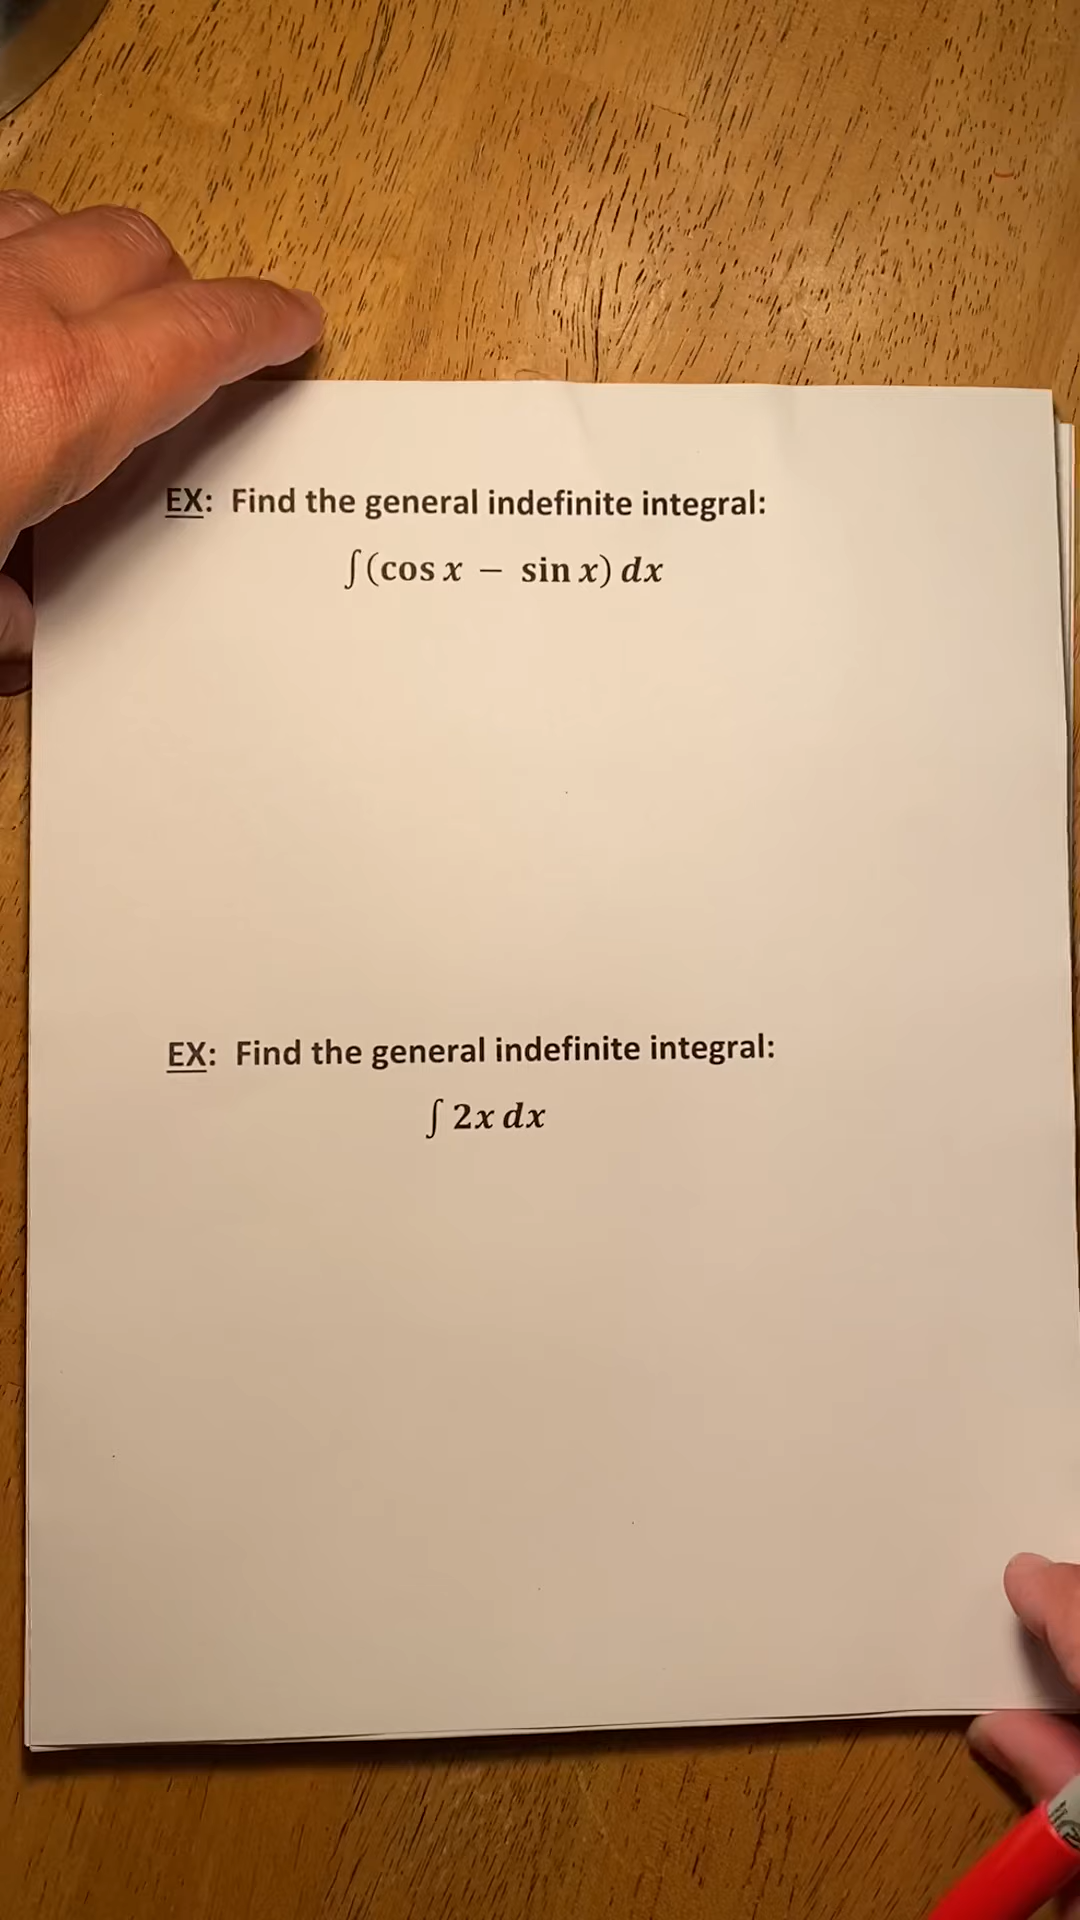 EX: Find the general indefinite integral:
∫(cos x − sin x) dx
EX: Find the general indefinite integral:
∫ 2x dx